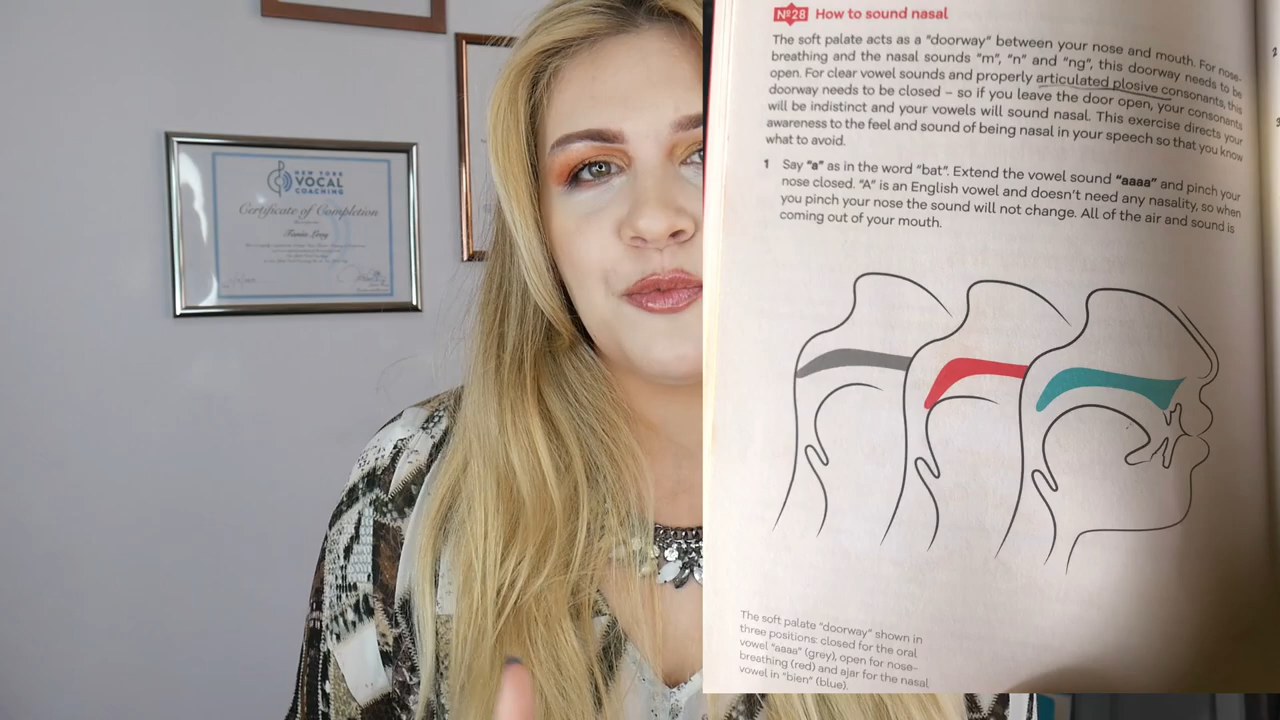 NEW YORK
VOCAL
COACHING
Certificate of Completion
Nº28 How to sound nasal
The soft palate acts as a "doorway" between your nose and mouth. For nose-
breathing and the nasal sounds "m", "n" and "ng", this doorway needs to be
open. For clear vowel sounds and properly articulated plosive consonants, this
doorway needs to be closed – so if you leave the door open, your consonants
will be indistinct and your vowels will sound nasal. This exercise directs your
awareness to the feel and sound of being nasal in your speech so that you know
what to avoid.
1 Say "a" as in the word "bat". Extend the vowel sound "aaaa" and pinch your
nose closed. "A" is an English vowel and doesn't need any nasality, so when
you pinch your nose the sound will not change. All of the air and sound is
coming out of your mouth.
The soft palate "doorway" shown in
three positions: closed for the oral
vowel "aaaa" (grey), open for nose-
breathing (red) and ajar for the nasal
vowel in "bien" (blue).